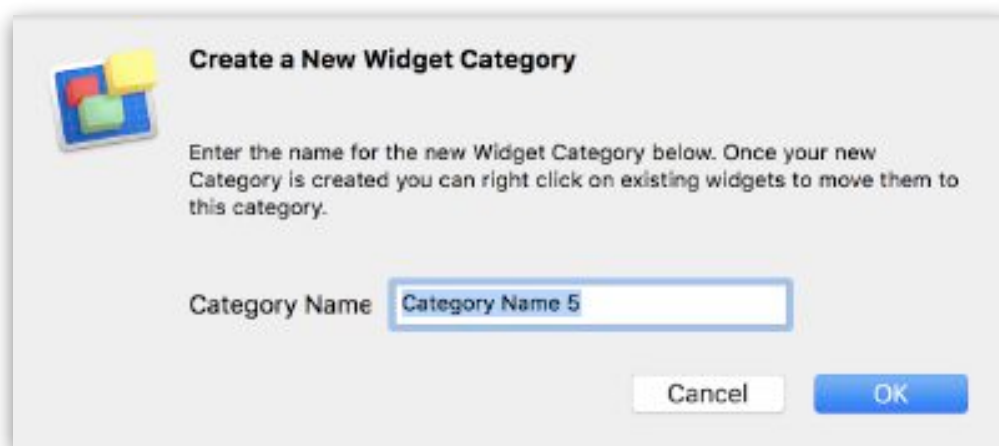 Create a New Widget Category
Enter the name for the new Widget Category below. Once your new
Category is created you can right click on existing widgets to move them to
this category.
Category Name Category Name 5
Cancel OK